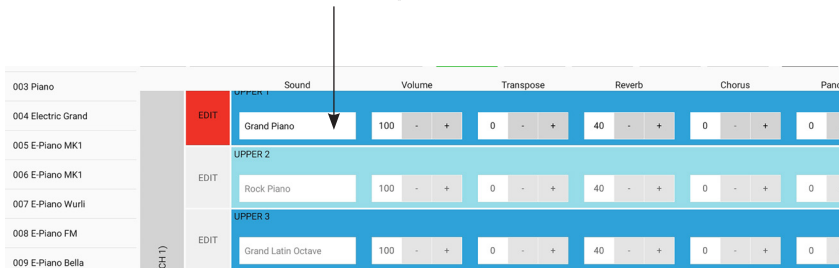 Sound Volume Transpose Reverb Chorus
003 Piano
UPPER 1
004 Electric Grand
EDIT
Grand Piano 100 - + 0 - + 40 - + 0 - + 0
005 E-Piano MK1
UPPER 2
006 E-Piano MK1
EDIT
Rock Piano 100 - + 0 - + 40 - + 0 - + 0
007 E-Piano Wurli
UPPER 3
008 E-Piano FM
EDIT
Grand Latin Octave 100 - + 0 - + 40 - + 0 - + 0
009 E-Piano Bella
CH 1)